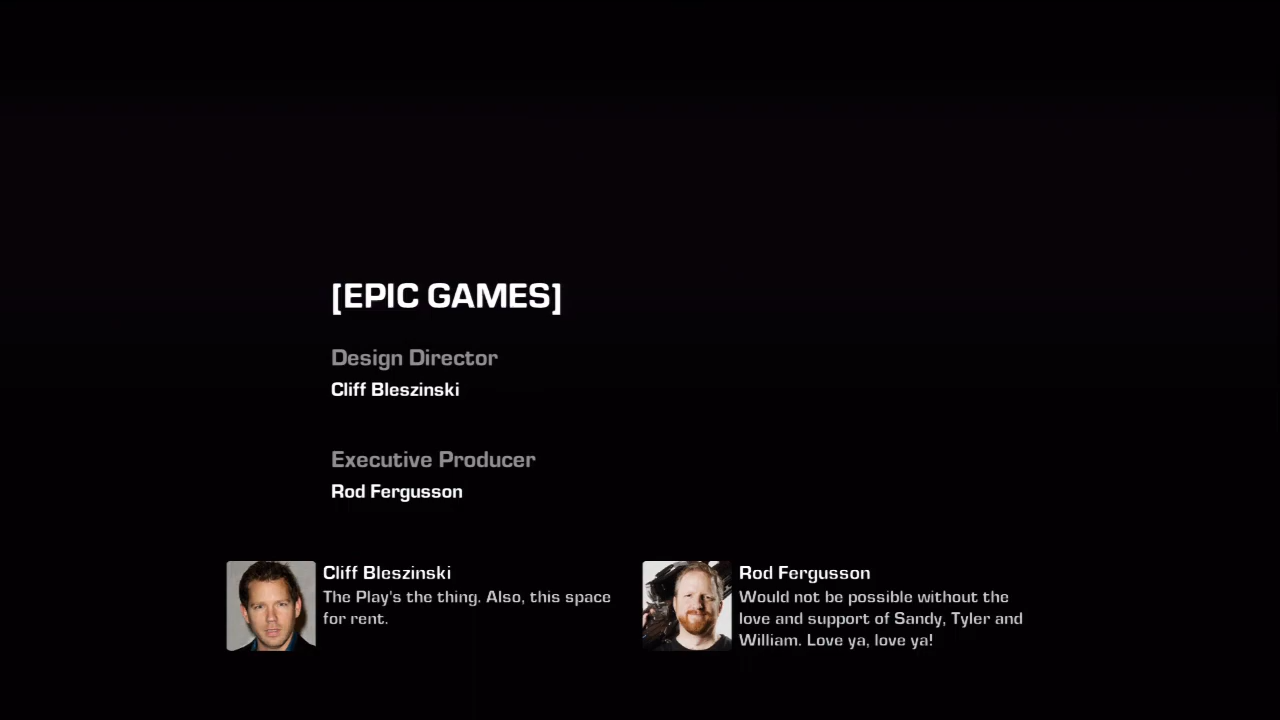 [EPIC GAMES]
Design Director
Cliff Bleszinski
Executive Producer
Rod Fergusson
Cliff Bleszinski
The Play's the thing. Also, this space
for rent.
Rod Fergusson
Would not be possible without the
love and support of Sandy, Tyler and
William. Love ya, love ya!